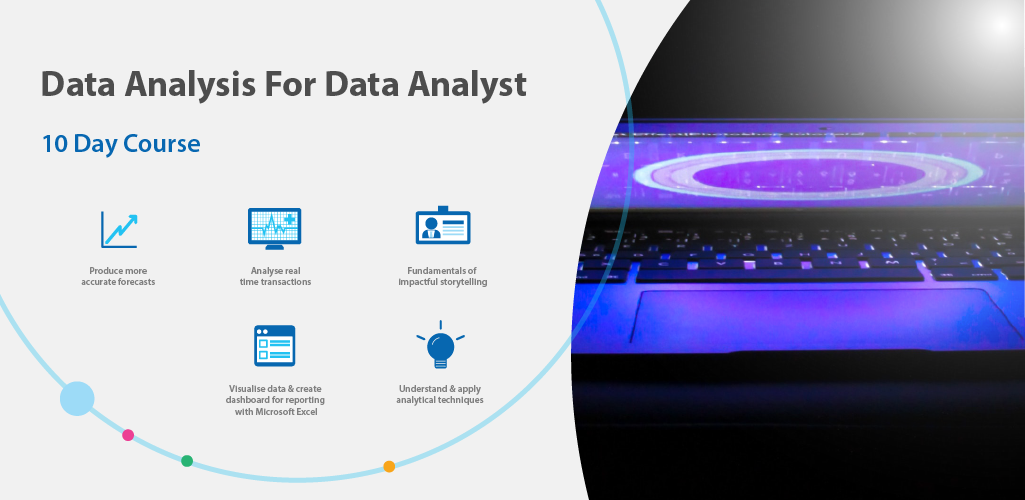 Data Analysis For Data Analyst
10 Day Course
Produce more
accurate forecasts
Analyse real
time transactions
Fundamentals of
impactful storytelling
Visualise data & create
dashboard for reporting
with Microsoft Excel
Understand & apply
analytical techniques